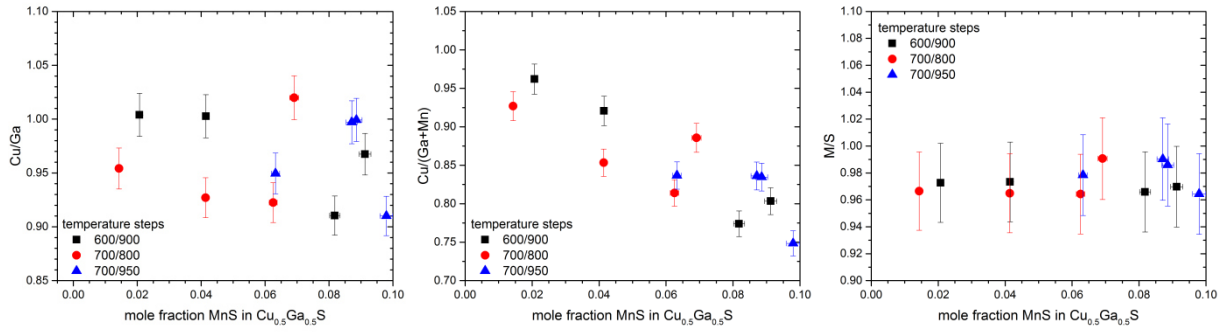 1.10
1.05
1.00
0.95
0.90
0.85
Cu/Ga
temperature steps
600/900
700/800
700/950
0.00 0.02 0.04 0.06 0.08 0.10
mole fraction MnS in Cu0.5Ga0.5S
1.05
1.00
0.95
0.90
0.85
0.80
0.75
0.70
Cu/(Ga+Mn)
temperature steps
600/900
700/800
700/950
0.00 0.02 0.04 0.06 0.08 0.10
mole fraction MnS in Cu0.5Ga0.5S
1.10
1.08
1.06
1.04
1.02
1.00
0.98
0.96
0.94
0.92
0.90
M/S
temperature steps
600/900
700/800
700/950
0.00 0.02 0.04 0.06 0.08 0.10
mole fraction MnS in Cu0.5Ga0.5S